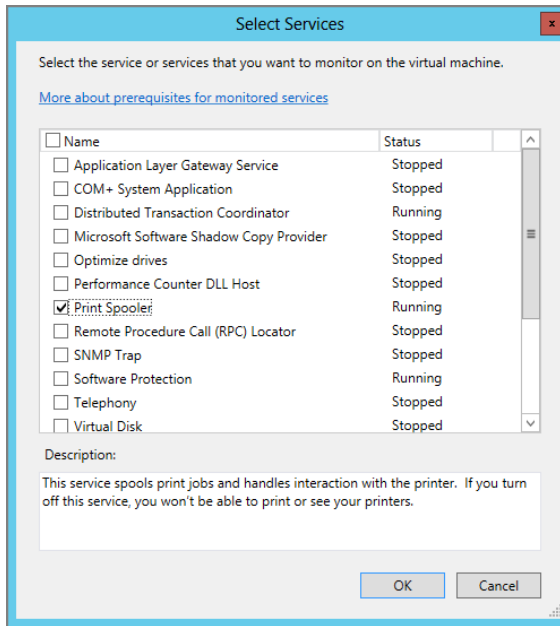 Select Services
x
Select the service or services that you want to monitor on the virtual machine.
More about prerequisites for monitored services
Name Status
Application Layer Gateway Service Stopped
COM+ System Application Stopped
Distributed Transaction Coordinator Running
Microsoft Software Shadow Copy Provider Stopped
Optimize drives Stopped
Performance Counter DLL Host Stopped
Print Spooler Running
Remote Procedure Call (RPC) Locator Stopped
SNMP Trap Stopped
Software Protection Running
Telephony Stopped
Virtual Disk Stopped
Description:
This service spools print jobs and handles interaction with the printer. If you turn
off this service, you won't be able to print or see your printers.
OK Cancel